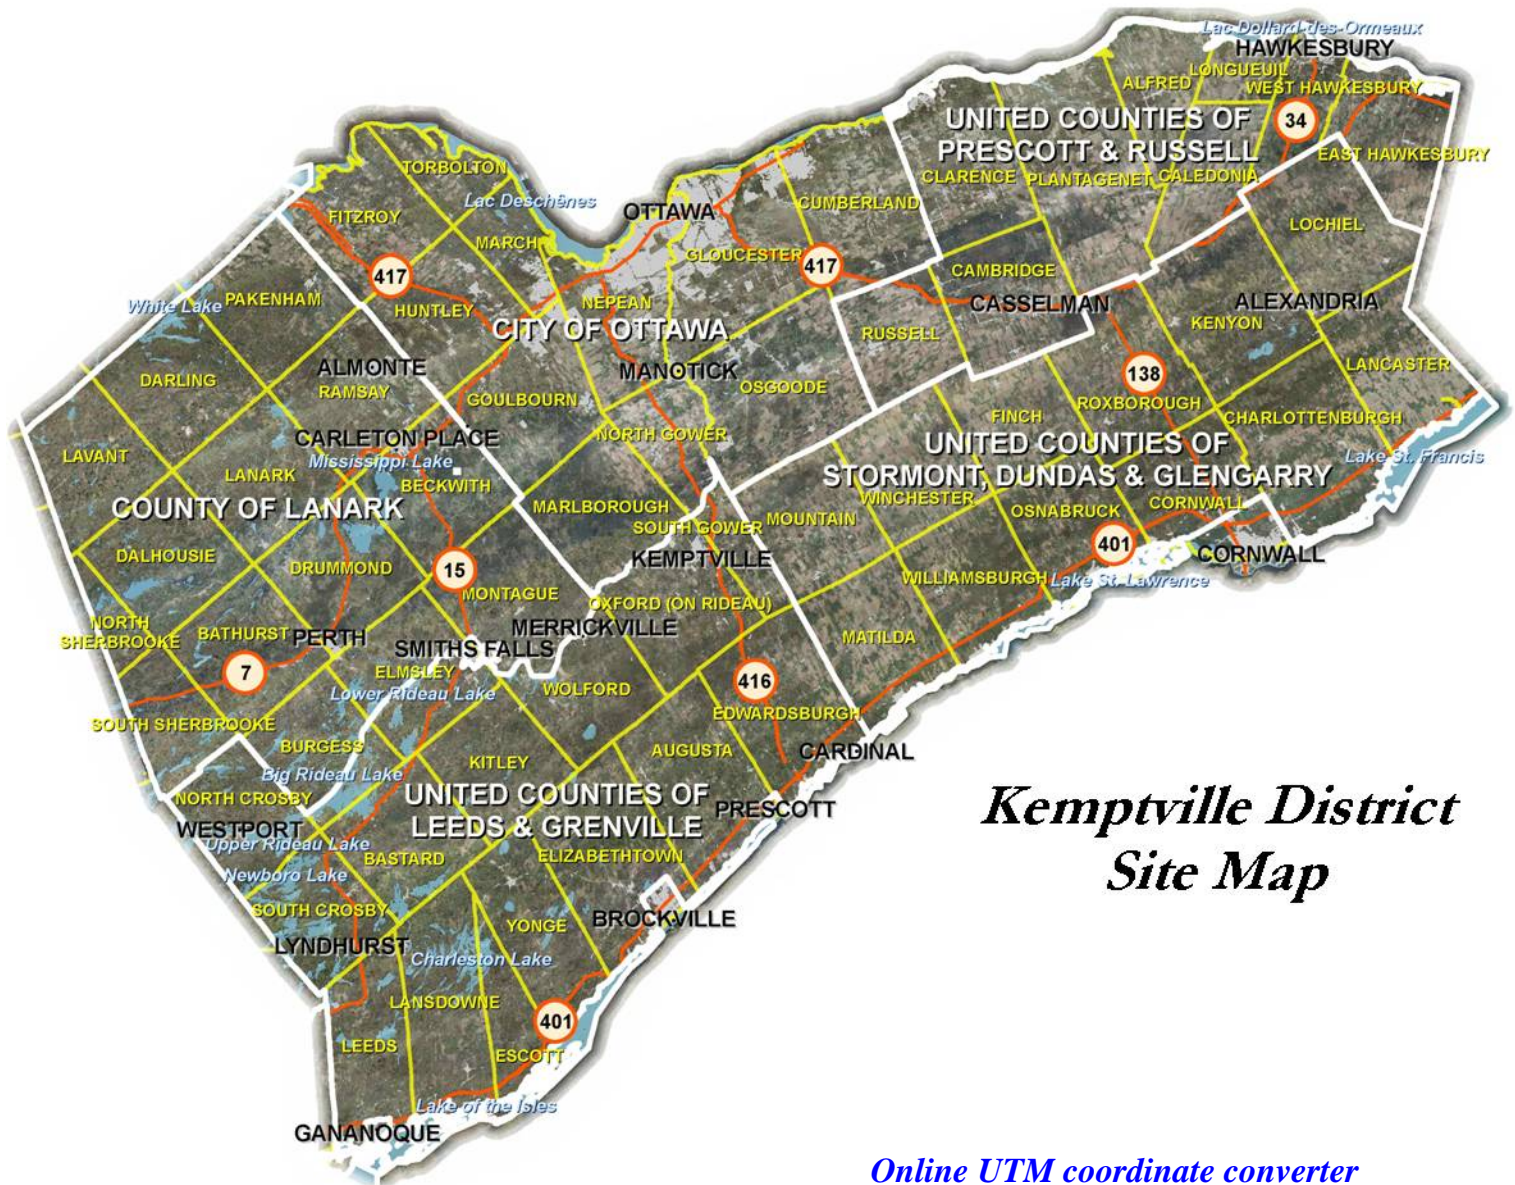 Lac Dollard-des-Ormeaux
HAWKESBURY
LONGUEUIL
ALFRED
WEST HAWKESBURY
34
UNITED COUNTIES OF
PRESCOTT & RUSSELL
EAST HAWKESBURY
CLARENCE
PLANTAGENET
CALEDONIA
TORBOLTON
Lac Deschênes
OTTAWA
CUMBERLAND
FITZROY
MARCH
LOCHIEL
GLOUCESTER
417
417
CAMBRIDGE
White Lake
PAKENHAM
HUNTLEY
NEPEAN
CASSELMAN
ALEXANDRIA
CITY OF OTTAWA
RUSSELL
KENYON
ALMONTE
MANOTICK
138
LANCASTER
DARLING
RAMSAY
OSGOODE
GOULBOURN
ROXBOROUGH
FINCH
CHARLOTTENBURGH
CARLETON PLACE
NORTH GOWER
UNITED COUNTIES OF
STORMONT, DUNDAS & GLENGARRY
LAVANT
Mississippi Lake
Lake St. Francis
LANARK
BECKWITH
WINCHESTER
CORNWALL
COUNTY OF LANARK
MARLBOROUGH
OSNABRUCK
MOUNTAIN
SOUTH GOWER
401
CORNWALL
DALHOUSIE
KEMPTVILLE
DRUMMOND
15
WILLIAMSBURGH
Lake St. Lawrence
MONTAGUE
OXFORD (ON RIDEAU)
NORTH
SHERBROOKE
BATHURST
PERTH
MERRICKVILLE
MATILDA
SMITHS FALLS
7
ELMSLEY
416
Lower Rideau Lake
WOLFORD
EDWARDSBURGH
SOUTH SHERBROOKE
BURGESS
AUGUSTA
CARDINAL
KITLEY
Big Rideau Lake
NORTH CROSBY
UNITED COUNTIES OF
LEEDS & GRENVILLE
PRESCOTT
WESTPORT
Upper Rideau Lake
BASTARD
ELIZABETHTOWN
Newboro Lake
SOUTH CROSBY
YONGE
BROCKVILLE
LYNDHURST
Charleston Lake
LANSDOWNE
401
LEEDS
ESCOTT
Lake of the Isles
GANANOQUE
Kemptville District
Site Map
Online UTM coordinate converter